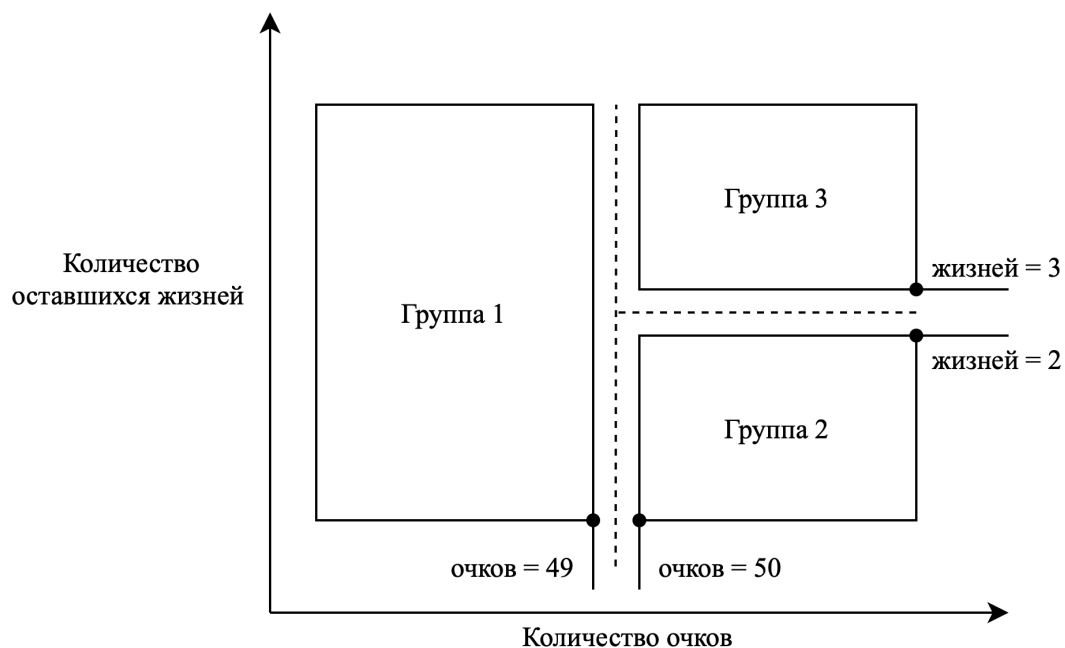 Группа 3
Количество
оставшихся жизней
жизней = 3
Группа 1
жизней = 2
Группа 2
очков = 49
очков = 50
Количество очков